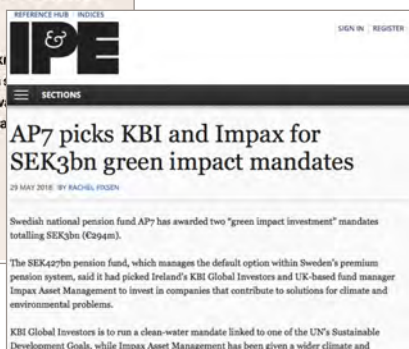 REFERENCE HUB INDICES
I&PE
SIGN IN REGISTER
SECTIONS
AP7 picks KBI and Impax for
SEK3bn green impact mandates
29 MAY 2018 BY RACHEL FIXSEN
Swedish national pension fund AP7 has awarded two "green impact investment" mandates
totalling SEK3bn (€294m).
The SEK427bn pension fund, which manages the default option within Sweden's premium
pension system, said it had picked Ireland's KBI Global Investors and UK-based fund manager
Impax Asset Management to invest in companies that contribute to solutions for climate and
environmental problems.
KBI Global Investors is to run a clean-water mandate linked to one of the UN's Sustainable
Development Goals, while Impax Asset Management has been given a wider climate and